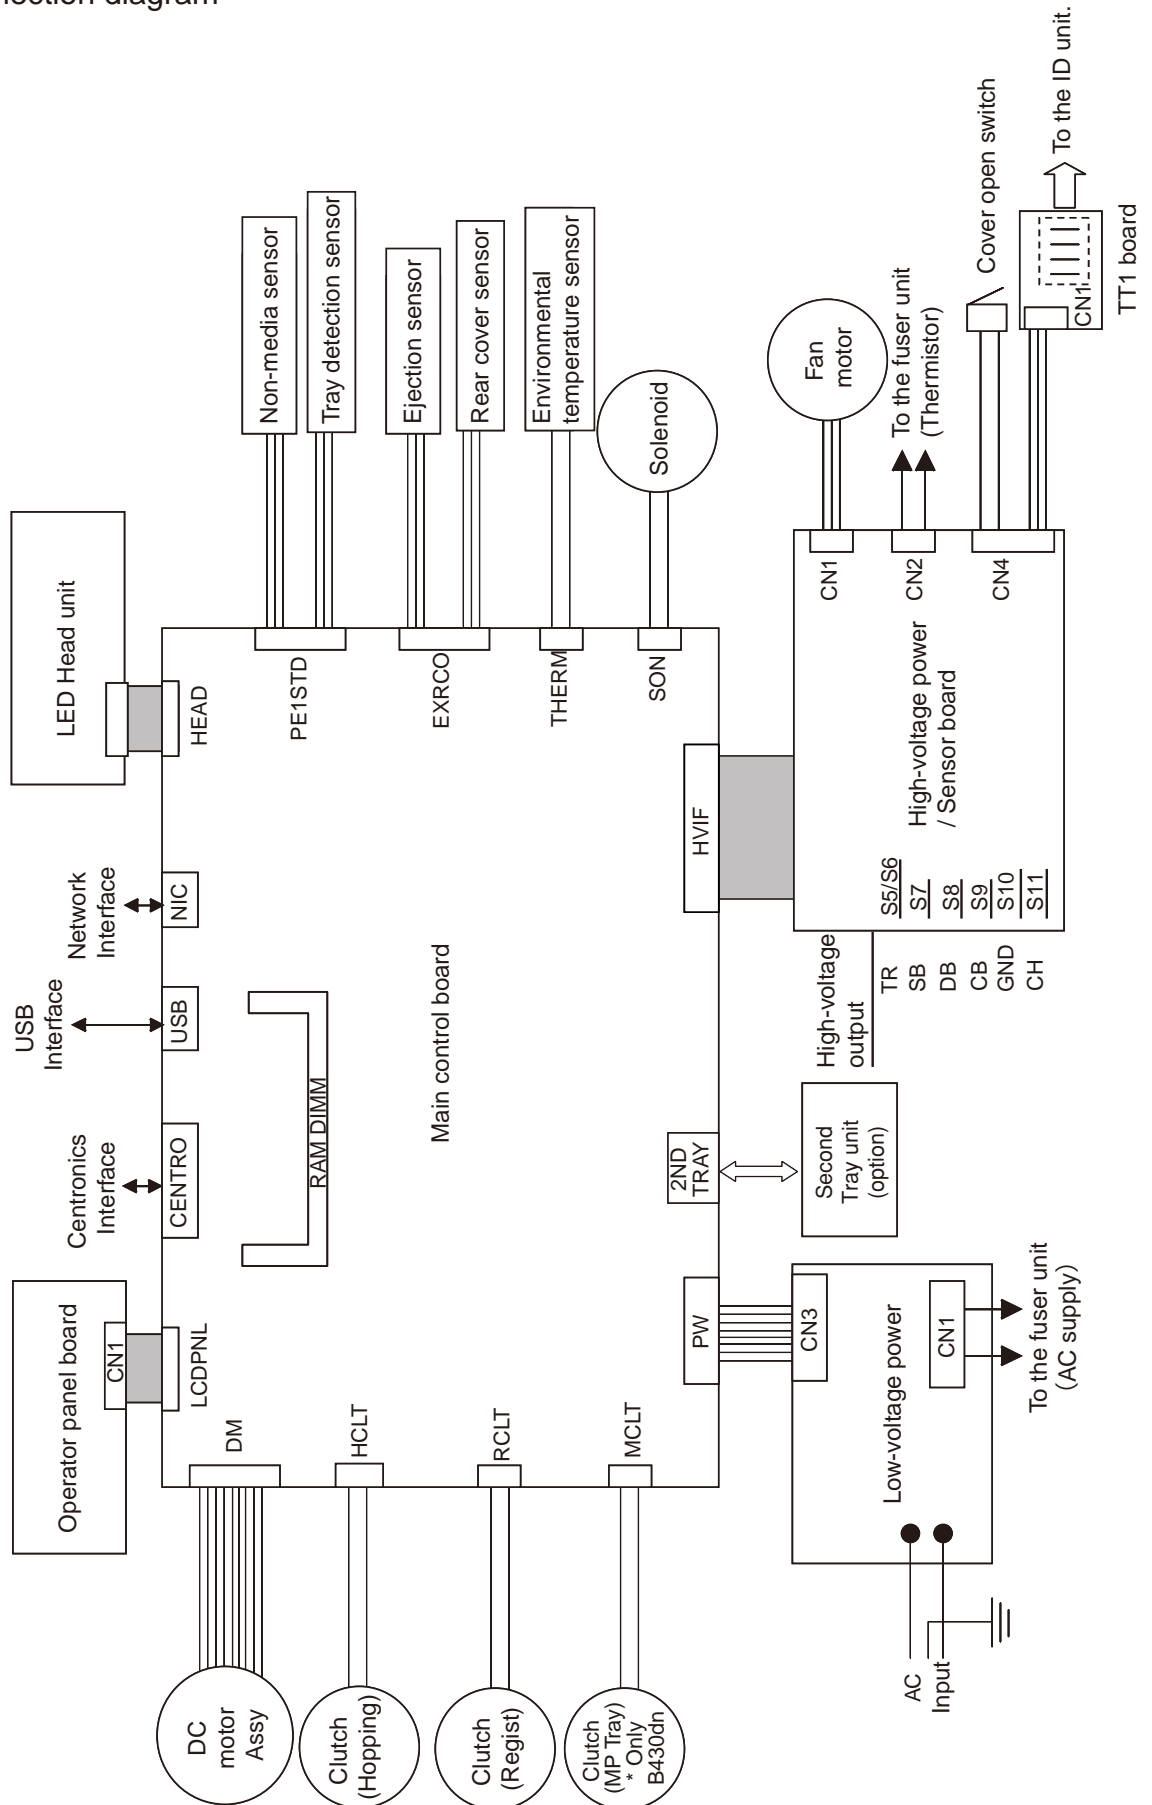 nection diagram
Operator panel board
CN1
LCDPNL
Centronics
Interface
CENTRO
USB
Interface
USB
Network
Interface
NIC
LED Head unit
HEAD
RAM DIMM
Main control board
DC
motor
Assy
DM
Clutch
(Hopping)
HCLT
Clutch
(Regist)
RCLT
Clutch
(MP Tray)
* Only
B430dn
MCLT
Non-media sensor
Tray detection sensor
PE1STD
Ejection sensor
Rear cover sensor
EXRCO
Environmental
temperature sensor
THERM
Solenoid
SON
PW
2ND
TRAY
HVIF
CN3
Low-voltage power
CN1
AC
Input
To the fuser unit
(AC supply)
Second
Tray unit
(option)
High-voltage
output
TR
SB
DB
CB
GND
CH
S5/S6
S7
S8
S9
S10
S11
High-voltage power
/ Sensor board
CN1
CN2
CN4
Fan
motor
To the fuser unit
(Thermistor)
Cover open switch
CN1
TT1 board
To the ID unit.